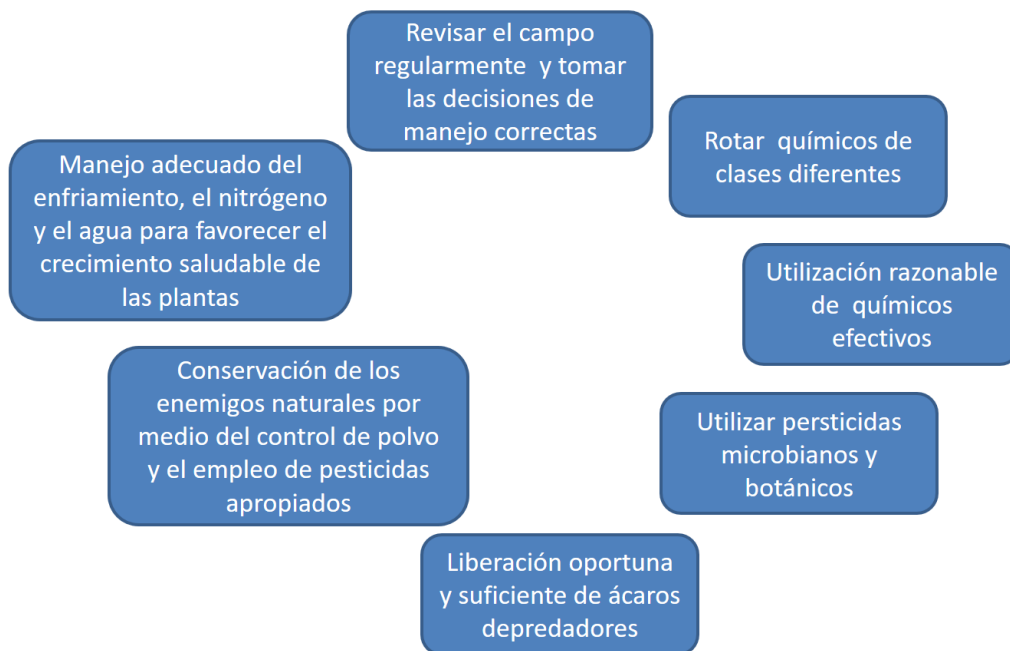 Revisar el campo
regularmente y tomar
las decisiones de
manejo correctas
Rotar químicos de
clases diferentes
Utilización razonable
de químicos
efectivos
Utilizar persticidas
microbianos y
botánicos
Liberación oportuna
y suficiente de ácaros
depredadores
Conservación de los
enemigos naturales por
medio del control de polvo
y el empleo de pesticidas
apropiados
Manejo adecuado del
enfriamiento, el nitrógeno
y el agua para favorecer el
crecimiento saludable de
las plantas